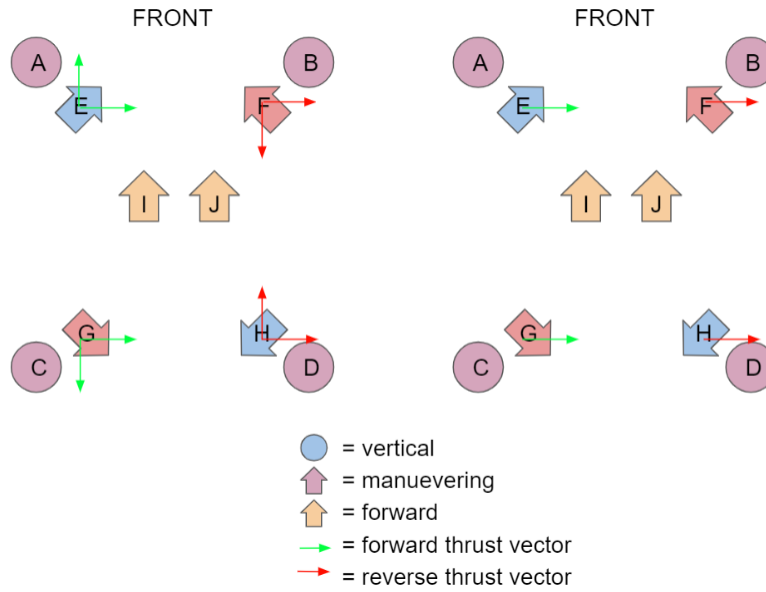 FRONT FRONT
A B A B
E F E F
I J I J
G H G H
C D C D
= vertical
= manuevering
= forward
= forward thrust vector
= reverse thrust vector